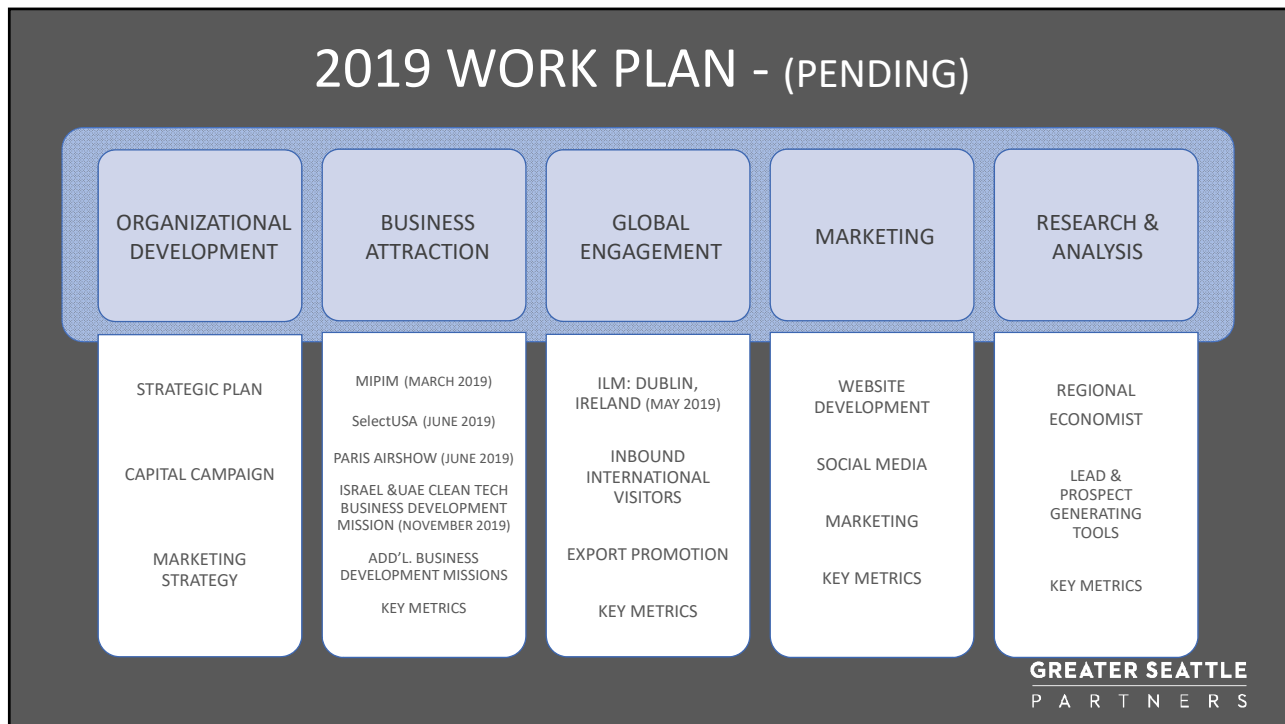 2019 WORK PLAN - (PENDING)
ORGANIZATIONAL
DEVELOPMENT
STRATEGIC PLAN
CAPITAL CAMPAIGN
MARKETING
STRATEGY
BUSINESS
ATTRACTION
MIPIM (MARCH 2019)
SelectUSA (JUNE 2019)
PARIS AIRSHOW (JUNE 2019)
ISRAEL &UAE CLEAN TECH
BUSINESS DEVELOPMENT
MISSION (NOVEMBER 2019)
ADD’L. BUSINESS
DEVELOPMENT MISSIONS
KEY METRICS
GLOBAL
ENGAGEMENT
ILM: DUBLIN,
IRELAND (MAY 2019)
INBOUND
INTERNATIONAL
VISITORS
EXPORT PROMOTION
KEY METRICS
MARKETING
WEBSITE
DEVELOPMENT
SOCIAL MEDIA
MARKETING
KEY METRICS
RESEARCH &
ANALYSIS
REGIONAL
ECONOMIST
LEAD &
PROSPECT
GENERATING
TOOLS
KEY METRICS
GREATER SEATTLE
PARTNERS